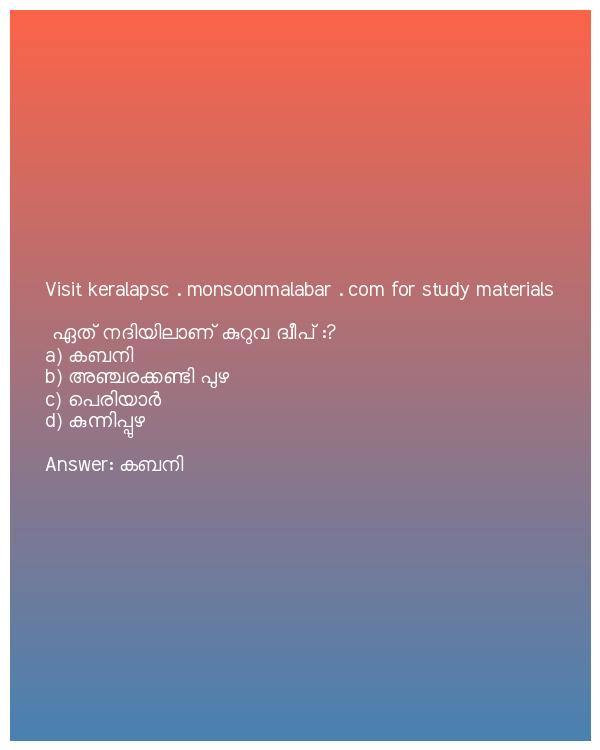 Visit keralapsc . monsoonmalabar . com for study materials
ഏത് നദിയിലാണ് കുറുവ ദ്വീപ് :?
a) കബനി
b) അഞ്ചരക്കണ്ടി പുഴ
c) പെരിയാർ
d) കുന്നിപ്പുഴ
Answer: കബനി